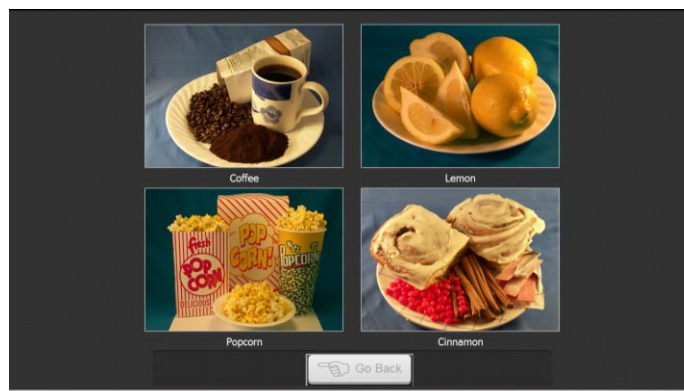 Coffee
Lemon
fresh
POP
CORN
DELICIOUS
POP
CORN!
POPCORN
Popcorn
Cinnamon
Go Back